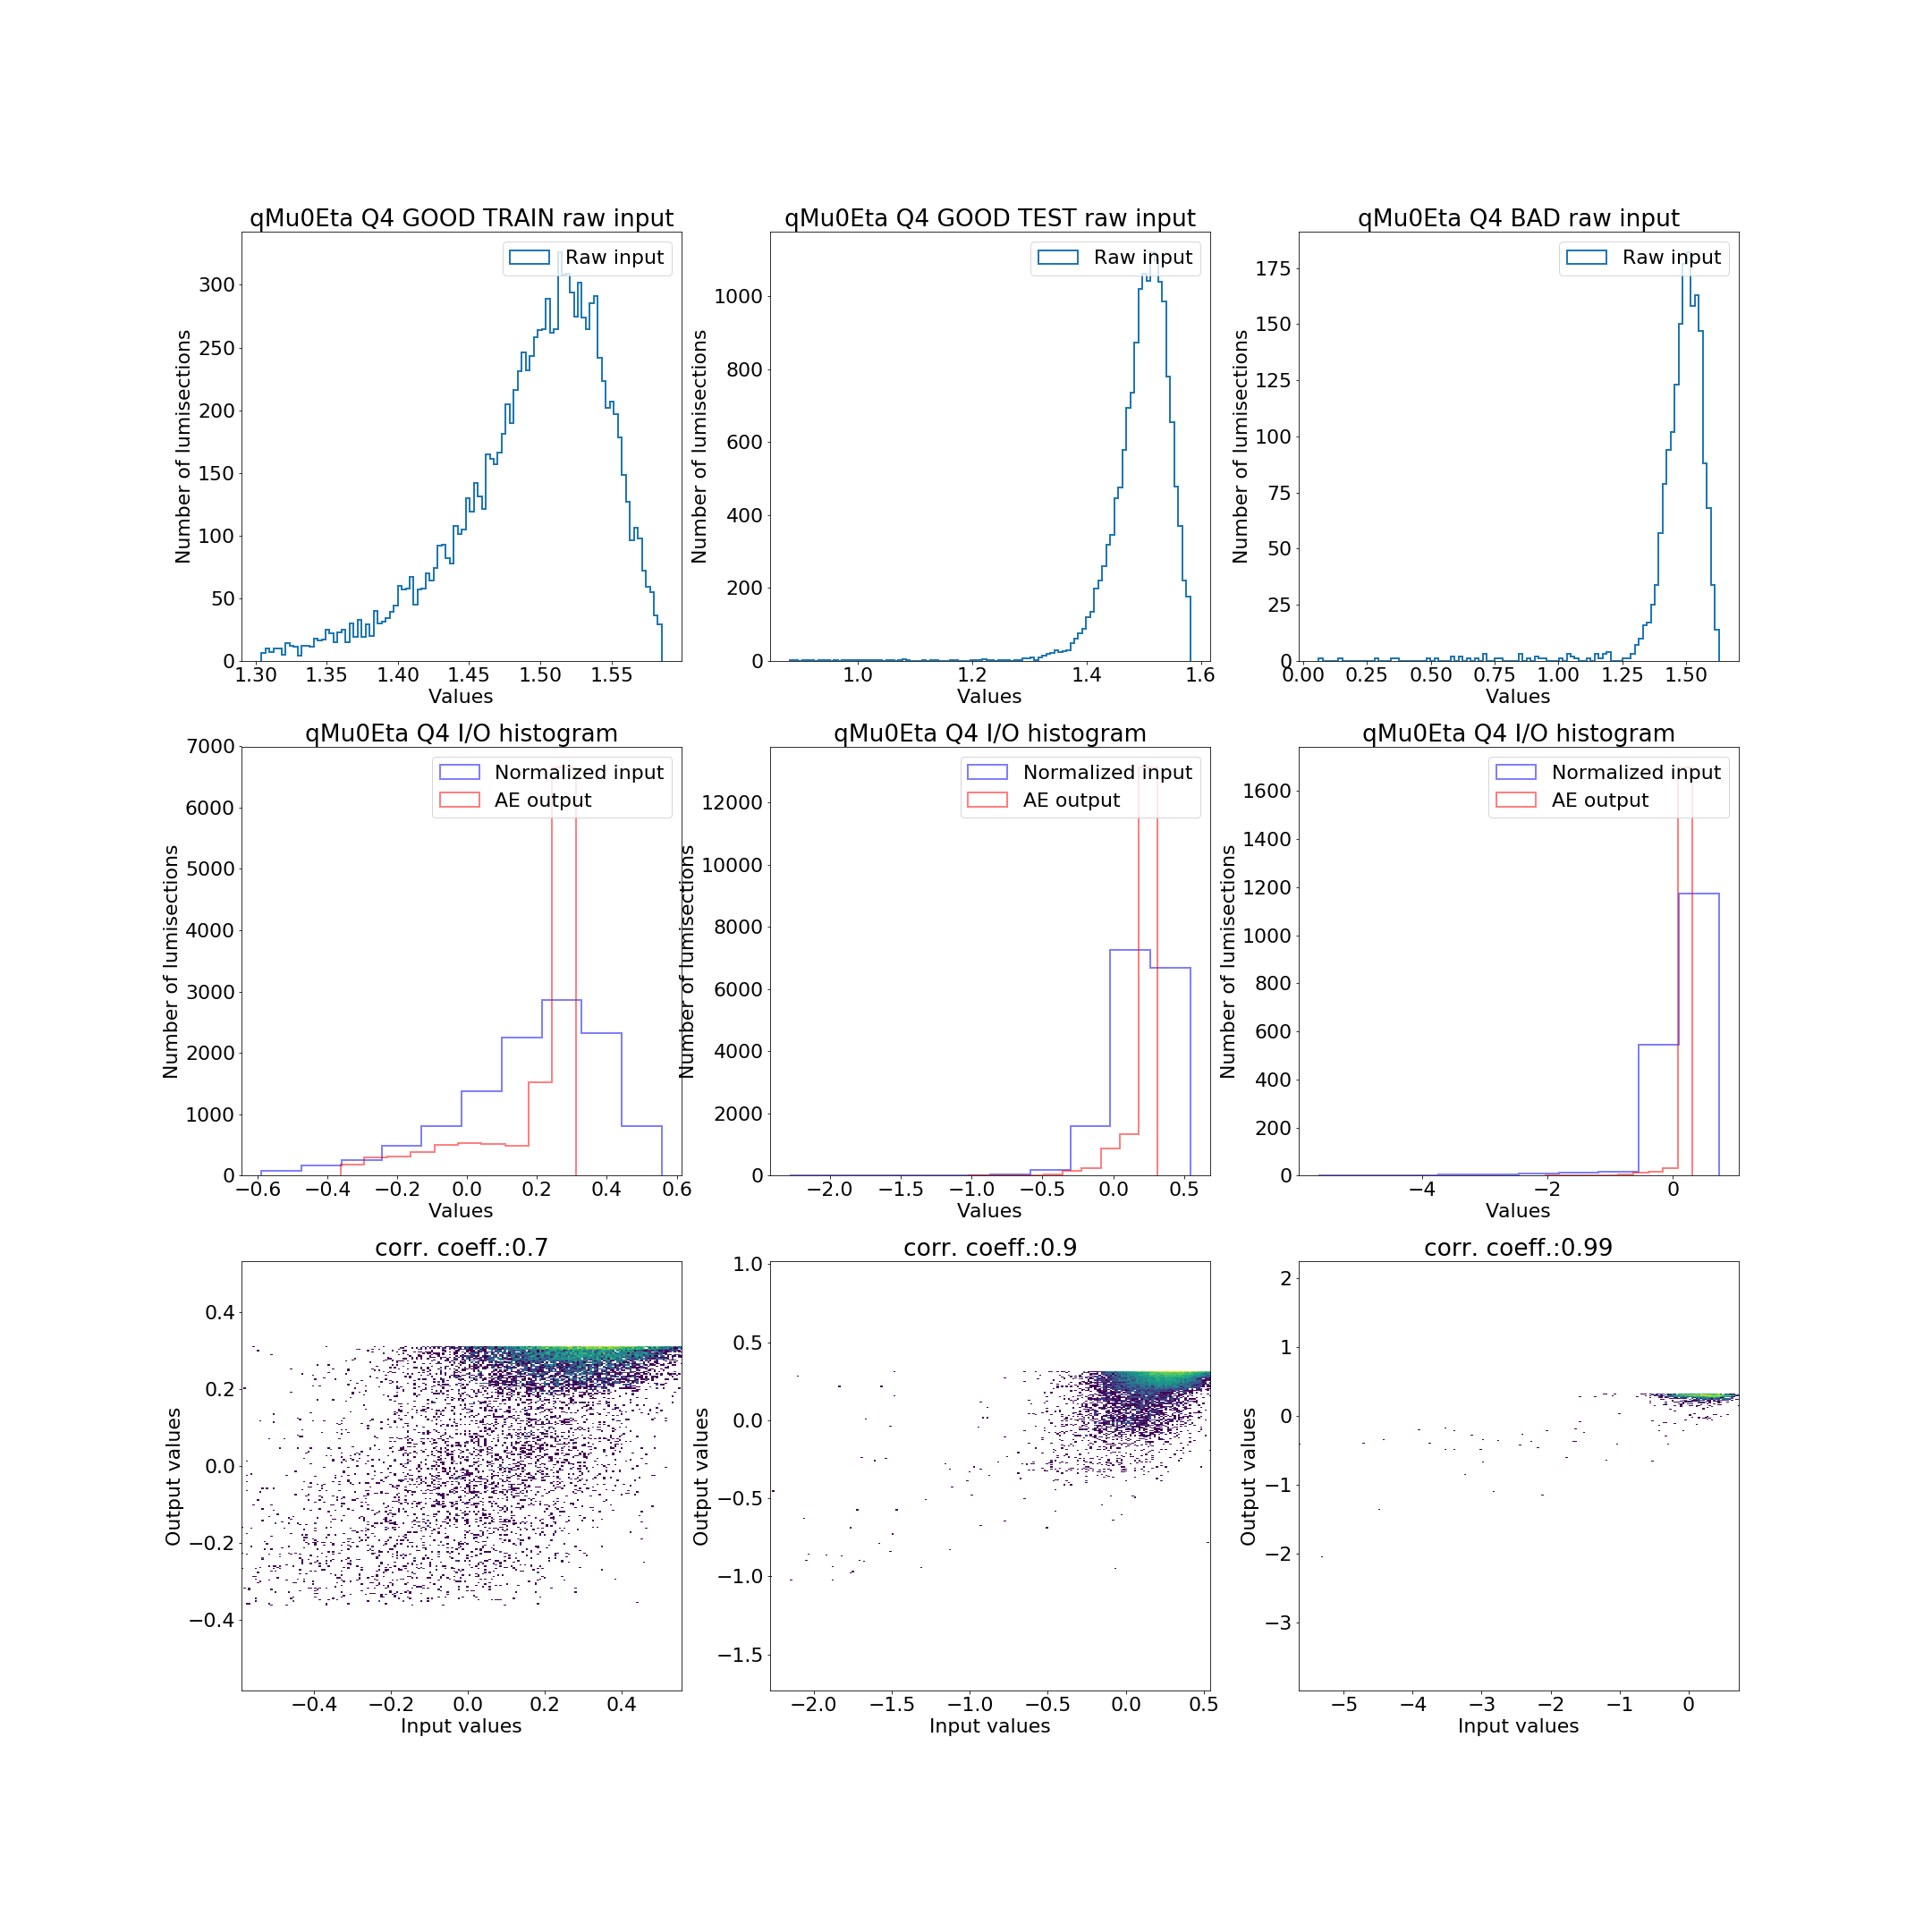 qMu0Eta Q4 GOOD TRAIN raw input
Raw input
Number of lumisections
0
50
100
150
200
250
300
1.30 1.35 1.40 1.45 1.50 1.55
Values
qMu0Eta Q4 GOOD TEST raw input
Raw input
Number of lumisections
0
200
400
600
800
1000
1.0 1.2 1.4 1.6
Values
qMu0Eta Q4 BAD raw input
Raw input
Number of lumisections
0
25
50
75
100
125
150
175
0.00 0.25 0.50 0.75 1.00 1.25 1.50
Values
qMu0Eta Q4 I/O histogram
Normalized input
AE output
Number of lumisections
0
1000
2000
3000
4000
5000
6000
7000
−0.6 −0.4 −0.2 0.0 0.2 0.4 0.6
Values
qMu0Eta Q4 I/O histogram
Normalized input
AE output
Number of lumisections
0
2000
4000
6000
8000
10000
12000
−2.0 −1.5 −1.0 −0.5 0.0 0.5
Values
qMu0Eta Q4 I/O histogram
Normalized input
AE output
Number of lumisections
0
200
400
600
800
1000
1200
1400
1600
−4 −2 0
Values
corr. coeff.:0.7
Output values
0.4
0.2
0.0
−0.2
−0.4
−0.4 −0.2 0.0 0.2 0.4
Input values
corr. coeff.:0.9
Output values
1.0
0.5
0.0
−0.5
−1.0
−1.5
−2.0 −1.5 −1.0 −0.5 0.0 0.5
Input values
corr. coeff.:0.99
Output values
2
1
0
−1
−2
−3
−5 −4 −3 −2 −1 0
Input values